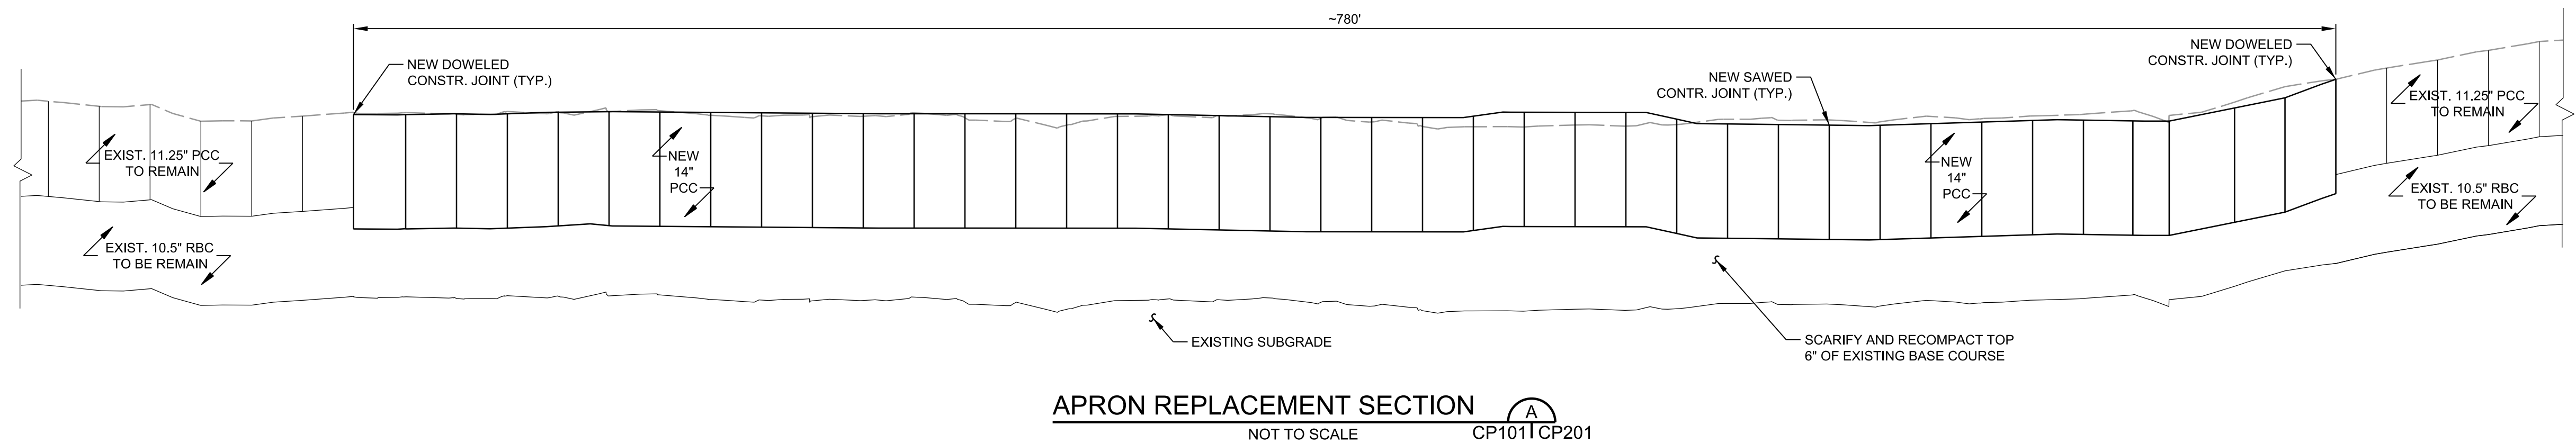 ~780'
NEW DOWELED
CONSTR. JOINT (TYP.)
NEW SAWED
CONTR. JOINT (TYP.)
NEW DOWELED
CONSTR. JOINT (TYP.)
EXIST. 11.25" PCC
TO REMAIN
NEW
14"
PCC
NEW
14"
PCC
EXIST. 11.25" PCC
TO REMAIN
EXIST. 10.5" RBC
TO BE REMAIN
EXIST. 10.5" RBC
TO BE REMAIN
EXISTING SUBGRADE
SCARIFY AND RECOMPACT TOP
6" OF EXISTING BASE COURSE
APRON REPLACEMENT SECTION
A
NOT TO SCALE
CP101 CP201